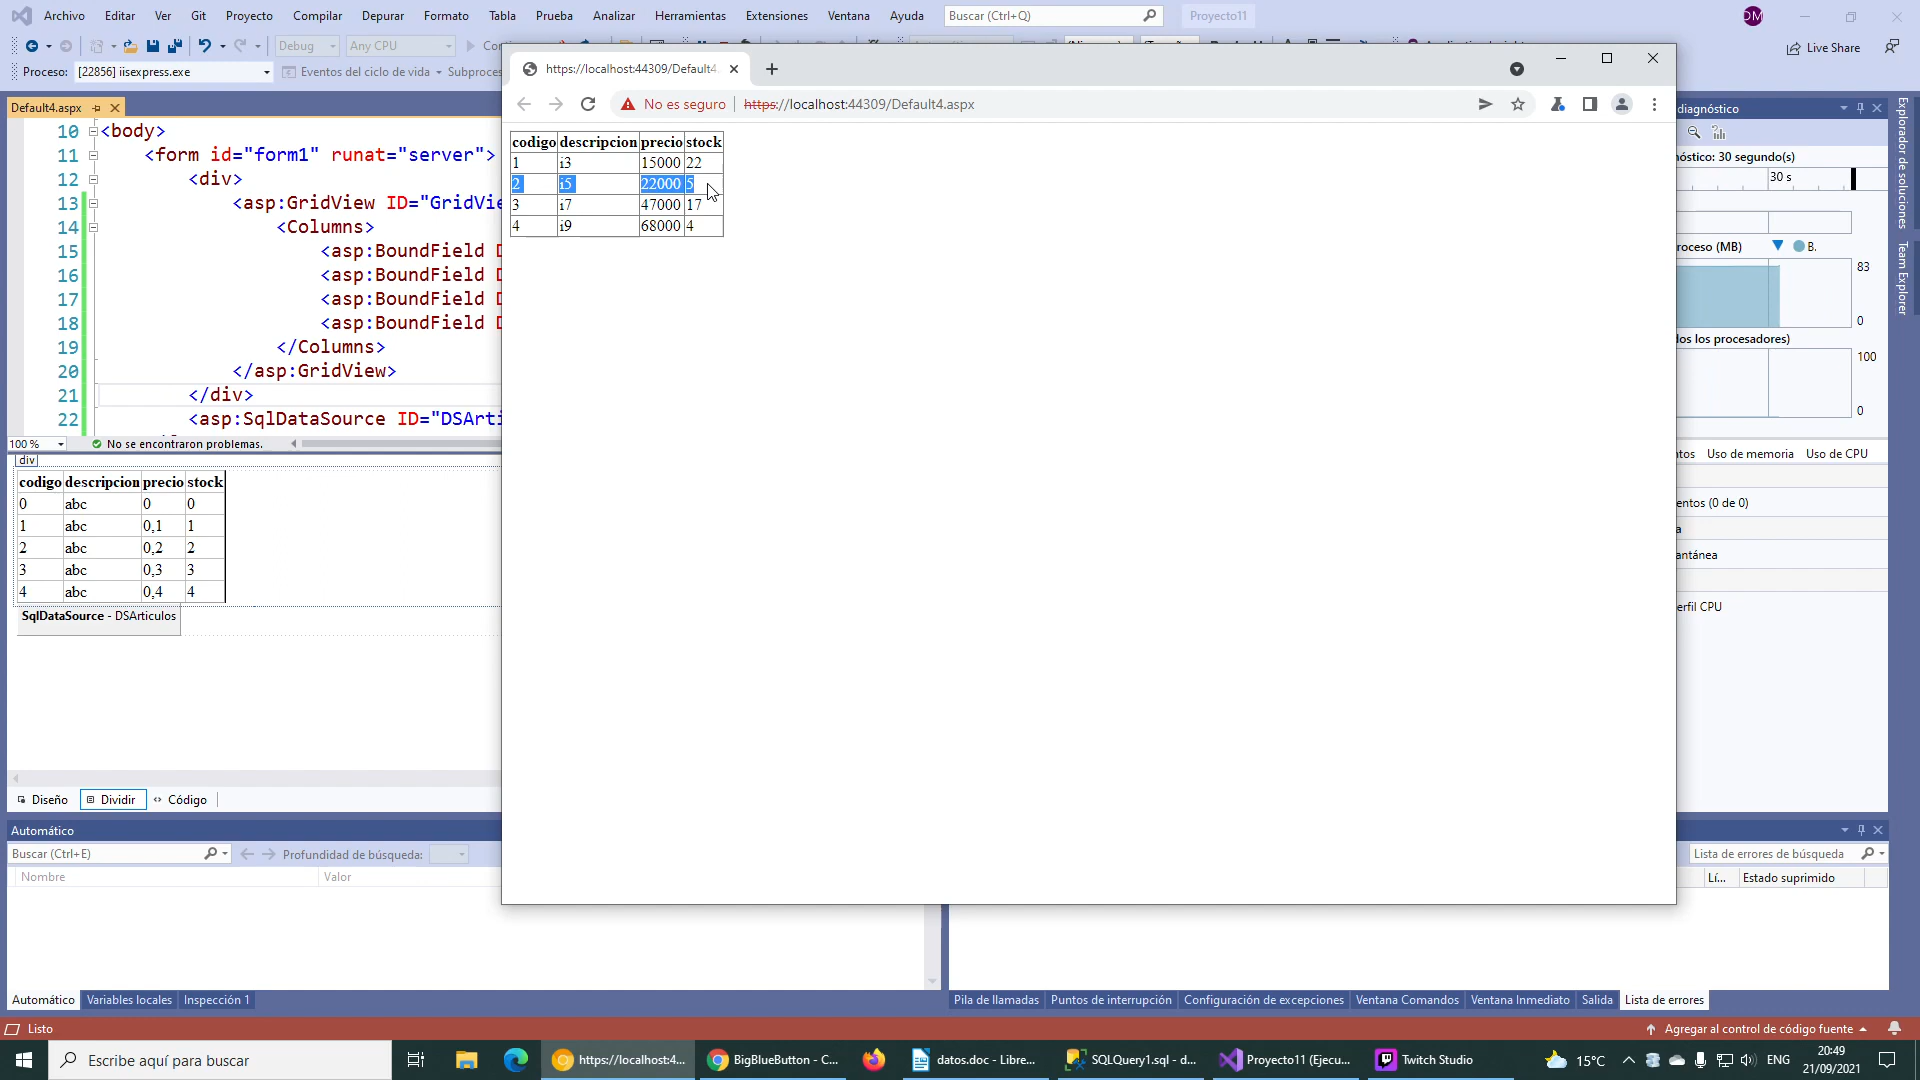 Archivo Editar Ver Git Proyecto Compilar Depurar Formato Tabla Prueba Analizar Herramientas Extensiones Ventana Ayuda Buscar (Ctrl+Q) Proyecto11 DM
Debug Any CPU Live Share
Proceso: [22856] iisexpress.exe Eventos del ciclo de vida
https://localhost:44309/Default4.
No es seguro https://localhost:44309/Default4.aspx
Default4.aspx
10 <body>
11 <form id="form1" runat="server">
12 <div>
13 <asp:GridView ID="GridVie
14 <Columns>
15 <asp:BoundField
16 <asp:BoundField
17 <asp:BoundField
18 <asp:BoundField
19 </Columns>
20 </asp:GridView>
21 </div>
22 <asp:SqlDataSource ID="DSArti
100 % No se encontraron problemas.
codigo descripcion precio stock
1 i3 15000 22
2 i5 22000 5
3 i7 47000 17
4 i9 68000 4
diagnóstico
nóstico: 30 segundo(s)
30 s
roceso (MB) B.
83
0
dos los procesadores)
100
0
ntos Uso de memoria Uso de CPU
entos (0 de 0)
antánea
erfil CPU
Explorador de soluciones
Team Explorer
div
codigo descripcion precio stock
0 abc 0 0
1 abc 0,1 1
2 abc 0,2 2
3 abc 0,3 3
4 abc 0,4 4
SqlDataSource - DSArticulos
Diseño Dividir Código
Automático
Buscar (Ctrl+E) Profundidad de búsqueda:
Nombre Valor
Lista de errores de búsqueda
Lí... Estado suprimido
Automático Variables locales Inspección 1
Pila de llamadas Puntos de interrupción Configuración de excepciones Ventana Comandos Ventana Inmediato Salida Lista de errores
Listo Agregar al control de código fuente
Escribe aquí para buscar https://localhost:4... BigBlueButton - C... datos.doc - Libre... SQLQuery1.sql - d... Proyecto11 (Ejecu... Twitch Studio 15°C ENG 20:49
21/09/2021